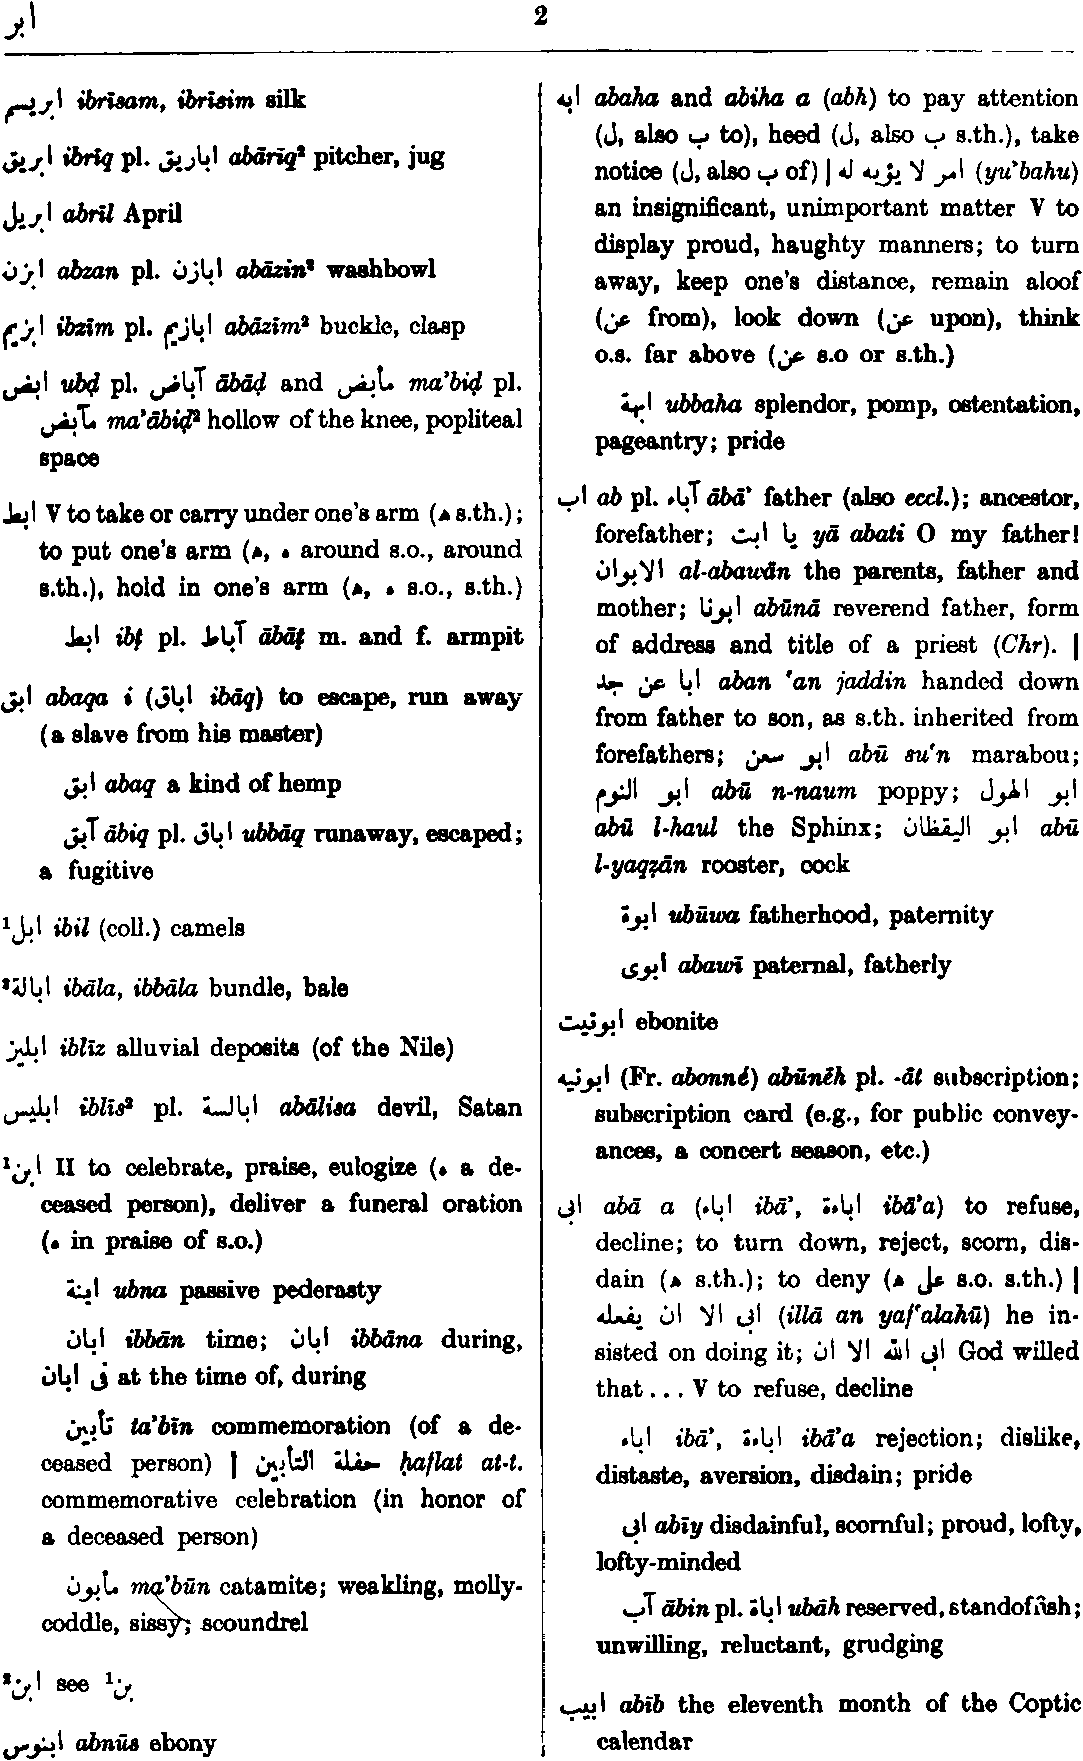 ابر
2
ابريسم ibrīsam, ibrīsim silk
ابريق ibrīq pl. اباريق abārīq² pitcher, jug
ابريل abrīl April
ابزن abzan pl. ابازن abāzin² washbowl
ابزيم ibzīm pl. ابازيم abāzīm² buckle, clasp
ابض ubḍ pl. آباض ābāḍ and مأبض ma’biḍ pl.
مآبض ma’ābiḍ² hollow of the knee, popliteal
space
ابط V to take or carry under one's arm (ه s.th.);
to put one's arm (ه, ه around s.o., around
s.th.), hold in one's arm (ه, ه s.o., s.th.)
ابط ibṭ pl. آباط ābāṭ m. and f. armpit
ابق abaqa i (اباق ibāq) to escape, run away
(a slave from his master)
ابق abaq a kind of hemp
آبق ābiq pl. اباق ubbāq runaway, escaped;
a fugitive
ابل¹ ibil (coll.) camels
ابالة² ibāla, ibbāla bundle, bale
ابليز iblīz alluvial deposits (of the Nile)
ابليس iblīs² pl. ابالسة abālisa devil, Satan
ابن¹ II to celebrate, praise, eulogize (ه a de-
ceased person), deliver a funeral oration
(ه in praise of s.o.)
ابنة ubna passive pederasty
ابان ibbān time; ابان ibbāna during,
فى ابان at the time of, during
تأبين ta’bīn commemoration (of a de-
ceased person) | حفلة التأبين ḥaflat at-t.
commemorative celebration (in honor of
a deceased person)
مأبون ma’būn catamite; weakling, molly-
coddle, sissy; scoundrel
ابن² see بن¹
ابنوس abnūs ebony
ابه abaha and abiha a (abh) to pay attention
(ل, also ب to), heed (ل, also ب s.th.), take
notice (ل, also ب of) | امر لا يؤبه له (yu’bahu)
an insignificant, unimportant matter V to
display proud, haughty manners; to turn
away, keep one's distance, remain aloof
(عن from), look down (عن upon), think
o.s. far above (عن s.o or s.th.)
ابهة ubbaha splendor, pomp, ostentation,
pageantry; pride
اب ab pl. آباء ābā’ father (also eccl.); ancestor,
forefather; يا ابت yā abati O my father!
الابوان al-abawān the parents, father and
mother; ابونا abūnā reverend father, form
of address and title of a priest (Chr). |
ابا عن جد aban ‘an jaddin handed down
from father to son, as s.th. inherited from
forefathers; ابو سعن abū su‘n marabou;
ابو النوم abū n-naum poppy; ابو الهول
abū l-haul the Sphinx; ابو اليقظان abū
l-yaqẓān rooster, cock
ابوة ubūwa fatherhood, paternity
ابوى abawī paternal, fatherly
ابونيت ebonite
ابونيه (Fr. abonné) abūnēh pl. -āt subscription;
subscription card (e.g., for public convey-
ances, a concert season, etc.)
ابى abā a (اباء ibā’, اباءة ibā’a) to refuse,
decline; to turn down, reject, scorn, dis-
dain (ه s.th.); to deny (ه على s.o. s.th.) |
ابى الا ان يفعله (illā an yaf‘alahū) he in-
sisted on doing it; ابى الله الا ان God willed
that... V to refuse, decline
اباء ibā’, اباءة ibā’a rejection; dislike,
distaste, aversion, disdain; pride
ابى abīy disdainful, scornful; proud, lofty,
lofty-minded
آب ābin pl. اباة ubāh reserved, standoffish;
unwilling, reluctant, grudging
ابيب abīb the eleventh month of the Coptic
calendar